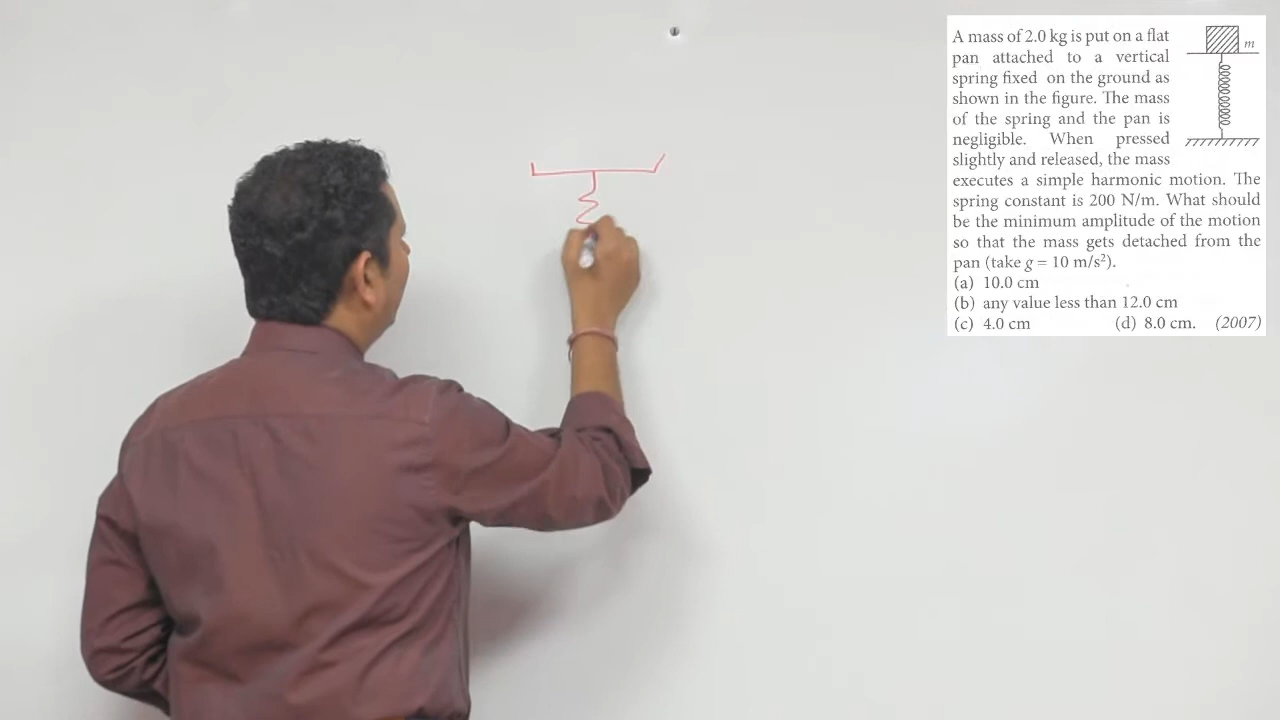 A mass of 2.0 kg is put on a flat
pan attached to a vertical
spring fixed on the ground as
shown in the figure. The mass
of the spring and the pan is
negligible. When pressed
slightly and released, the mass
executes a simple harmonic motion. The
spring constant is 200 N/m. What should
be the minimum amplitude of the motion
so that the mass gets detached from the
pan (take g = 10 m/s²).
(a) 10.0 cm
(b) any value less than 12.0 cm
(c) 4.0 cm (d) 8.0 cm. (2007)
m